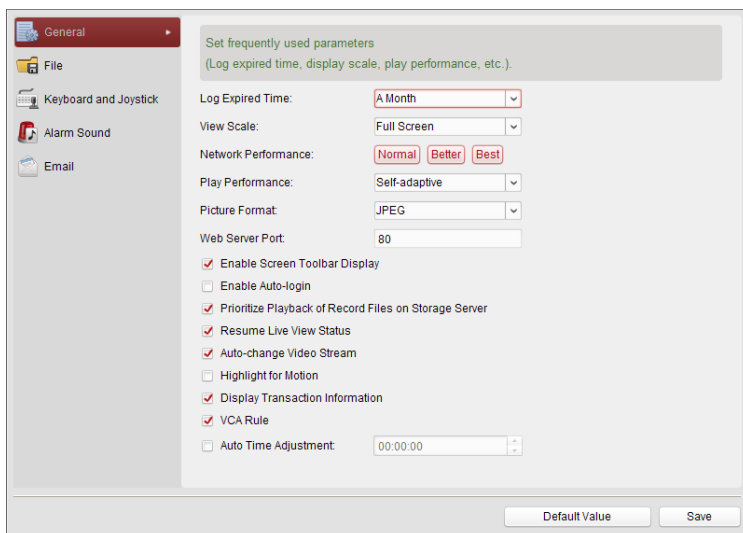 General
File
Keyboard and Joystick
Alarm Sound
Email
Set frequently used parameters
(Log expired time, display scale, play performance, etc.).
Log Expired Time: A Month
View Scale: Full Screen
Network Performance: Normal Better Best
Play Performance: Self-adaptive
Picture Format: JPEG
Web Server Port: 80
Enable Screen Toolbar Display
Enable Auto-login
Prioritize Playback of Record Files on Storage Server
Resume Live View Status
Auto-change Video Stream
Highlight for Motion
Display Transaction Information
VCA Rule
Auto Time Adjustment: 00:00:00
Default Value Save